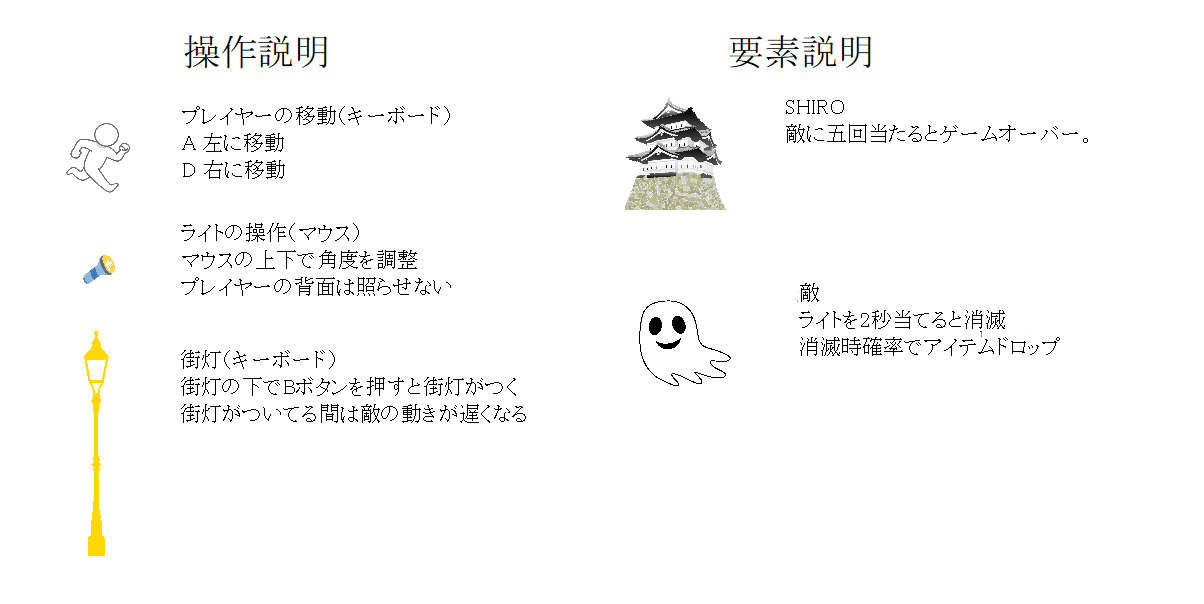 操作説明
プレイヤーの移動(キーボード)
A 左に移動
D 右に移動
ライトの操作(マウス)
マウスの上下で角度を調整
プレイヤーの背面は照らせない
街灯(キーボード)
街灯の下でBボタンを押すと街灯がつく
街灯がついてる間は敵の動きが遅くなる
要素説明
SHIRO
敵に五回当たるとゲームオーバー。
敵
ライトを2秒当てると消滅
消滅時確率でアイテムドロップ